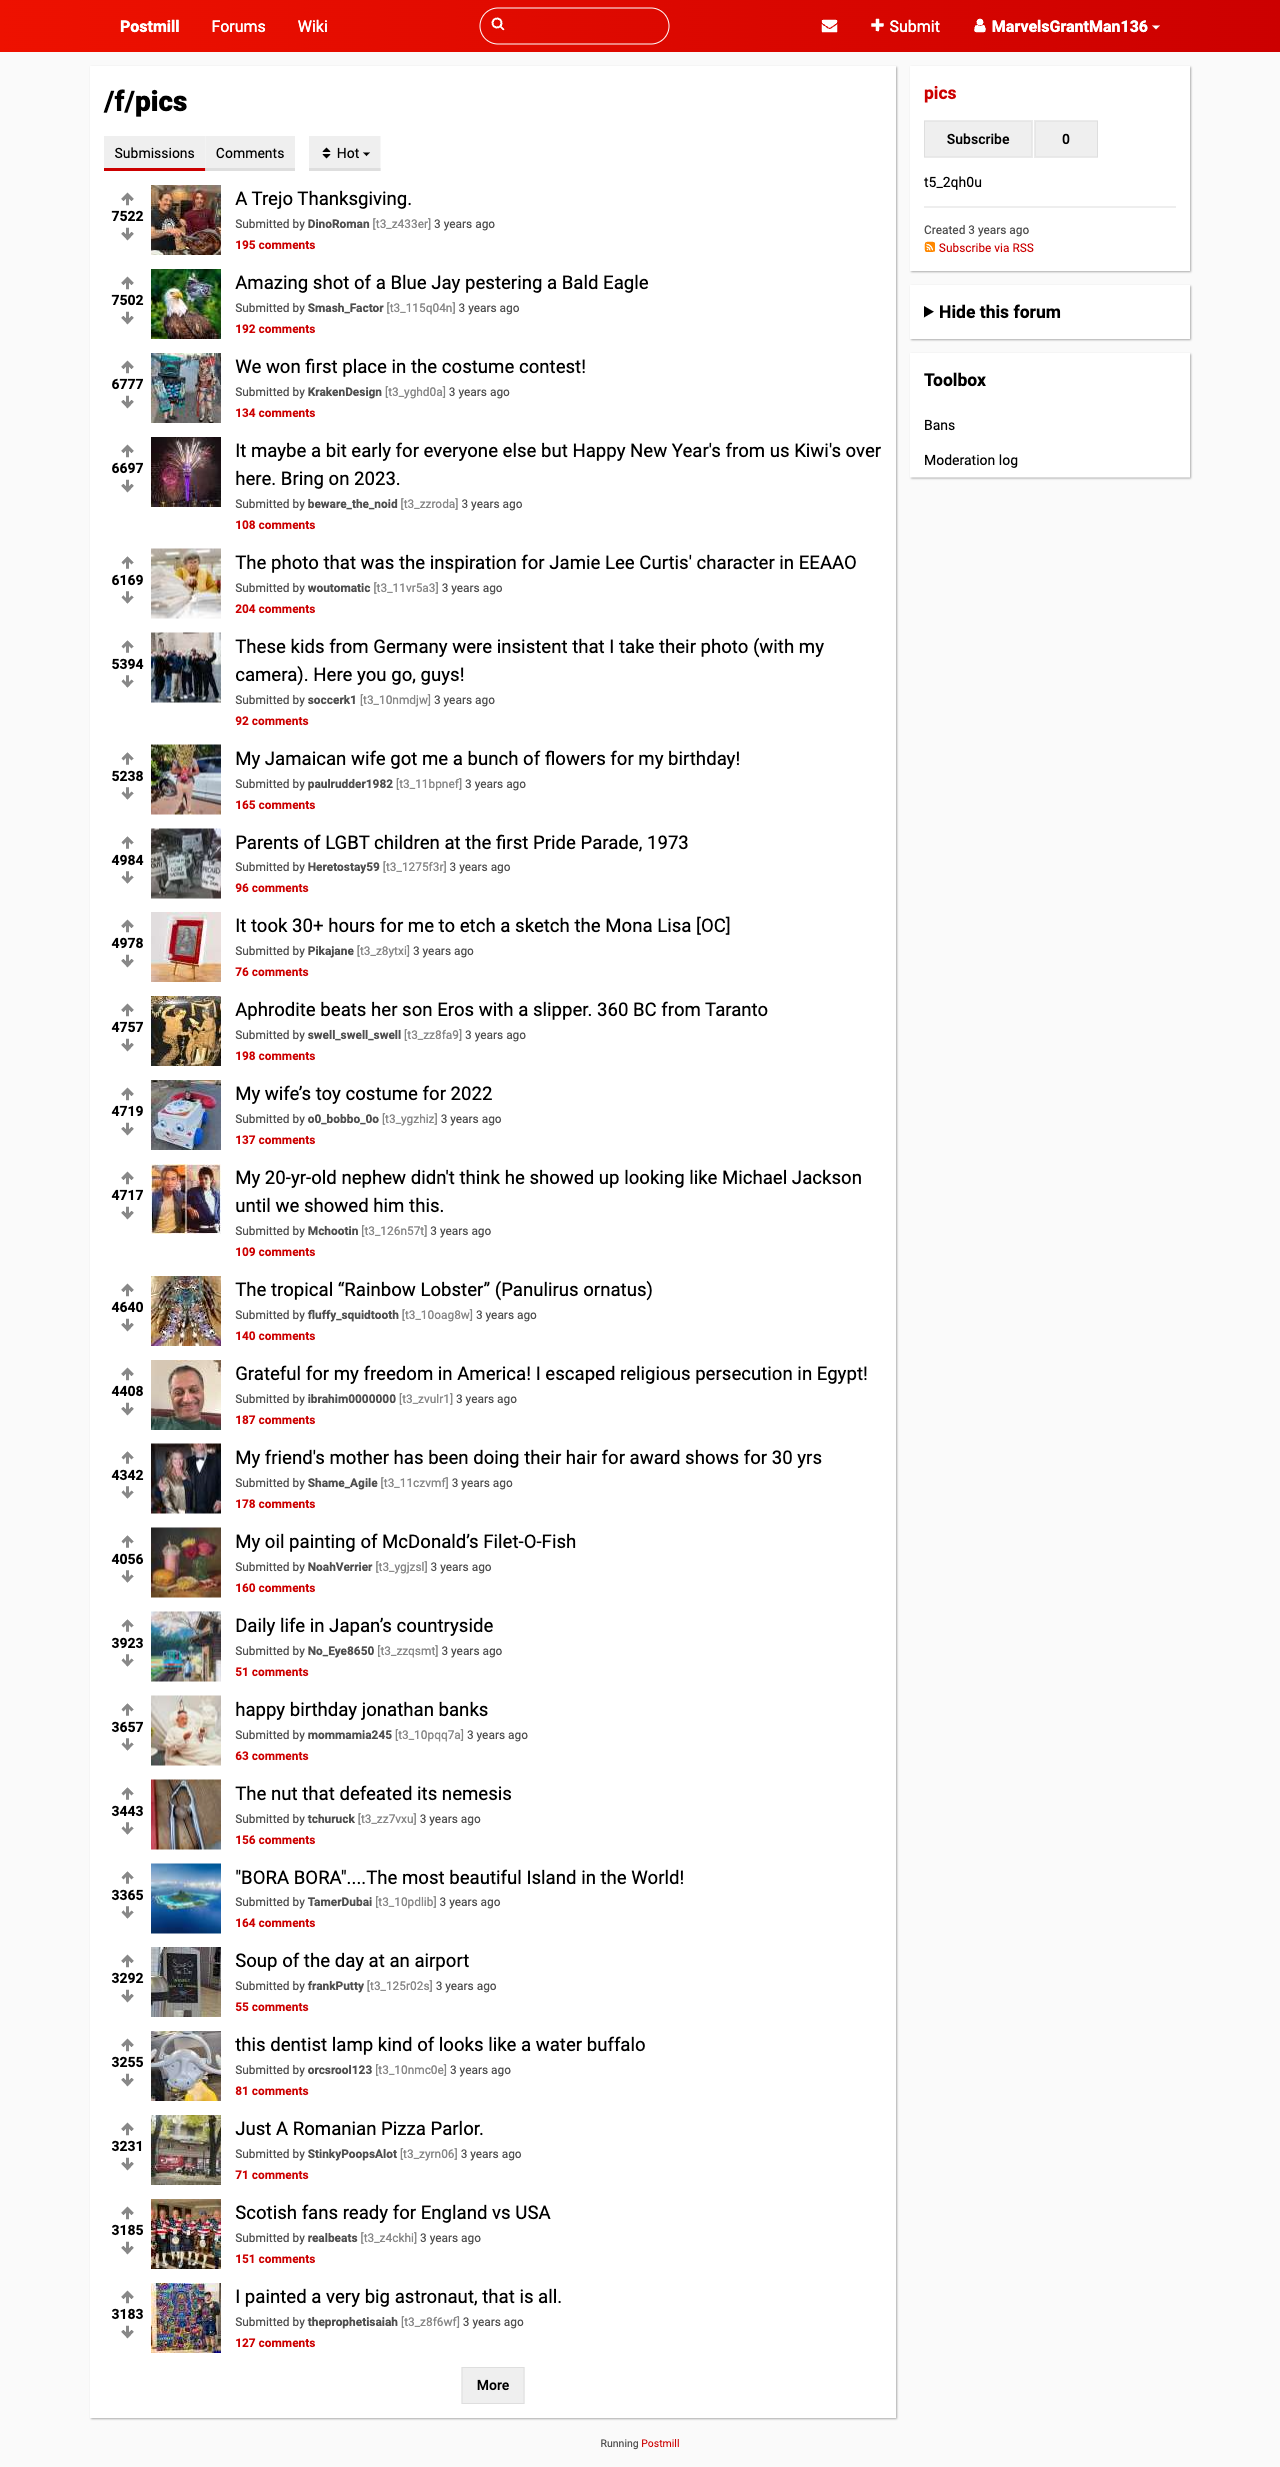 Postmill
Forums
Wiki
Submit
MarvelsGrantMan136
/f/pics
Submissions
Comments
Hot
7522
A Trejo Thanksgiving.
Submitted by DinoRoman [t3_z433er] 3 years ago
195 comments
7502
Amazing shot of a Blue Jay pestering a Bald Eagle
Submitted by Smash_Factor [t3_115q04n] 3 years ago
192 comments
6777
We won first place in the costume contest!
Submitted by KrakenDesign [t3_yghd0a] 3 years ago
134 comments
6697
It maybe a bit early for everyone else but Happy New Year's from us Kiwi's over
here. Bring on 2023.
Submitted by beware_the_noid [t3_zzroda] 3 years ago
108 comments
6169
The photo that was the inspiration for Jamie Lee Curtis' character in EEAAO
Submitted by woutomatic [t3_11vr5a3] 3 years ago
204 comments
5394
These kids from Germany were insistent that I take their photo (with my
camera). Here you go, guys!
Submitted by soccerk1 [t3_10nmdjw] 3 years ago
92 comments
5238
My Jamaican wife got me a bunch of flowers for my birthday!
Submitted by paulrudder1982 [t3_11bpnef] 3 years ago
165 comments
4984
Parents of LGBT children at the first Pride Parade, 1973
Submitted by Heretostay59 [t3_1275f3r] 3 years ago
96 comments
4978
It took 30+ hours for me to etch a sketch the Mona Lisa [OC]
Submitted by Pikajane [t3_z8ytxi] 3 years ago
76 comments
4757
Aphrodite beats her son Eros with a slipper. 360 BC from Taranto
Submitted by swell_swell_swell [t3_zz8fa9] 3 years ago
198 comments
4719
My wife’s toy costume for 2022
Submitted by o0_bobbo_0o [t3_ygzhiz] 3 years ago
137 comments
4717
My 20-yr-old nephew didn't think he showed up looking like Michael Jackson
until we showed him this.
Submitted by Mchootin [t3_126n57t] 3 years ago
109 comments
4640
The tropical “Rainbow Lobster” (Panulirus ornatus)
Submitted by fluffy_squidtooth [t3_10oag8w] 3 years ago
140 comments
4408
Grateful for my freedom in America! I escaped religious persecution in Egypt!
Submitted by ibrahim0000000 [t3_zvulr1] 3 years ago
187 comments
4342
My friend's mother has been doing their hair for award shows for 30 yrs
Submitted by Shame_Agile [t3_11czvmf] 3 years ago
178 comments
4056
My oil painting of McDonald’s Filet-O-Fish
Submitted by NoahVerrier [t3_ygjzsl] 3 years ago
160 comments
3923
Daily life in Japan’s countryside
Submitted by No_Eye8650 [t3_zzqsmt] 3 years ago
51 comments
3657
happy birthday jonathan banks
Submitted by mommamia245 [t3_10pqq7a] 3 years ago
63 comments
3443
The nut that defeated its nemesis
Submitted by tchuruck [t3_zz7vxu] 3 years ago
156 comments
3365
"BORA BORA"....The most beautiful Island in the World!
Submitted by TamerDubai [t3_10pdlib] 3 years ago
164 comments
3292
Soup of the day at an airport
Submitted by frankPutty [t3_125r02s] 3 years ago
55 comments
3255
this dentist lamp kind of looks like a water buffalo
Submitted by orcsrool123 [t3_10nmc0e] 3 years ago
81 comments
3231
Just A Romanian Pizza Parlor.
Submitted by StinkyPoopsAlot [t3_zyrn06] 3 years ago
71 comments
3185
Scotish fans ready for England vs USA
Submitted by realbeats [t3_z4ckhi] 3 years ago
151 comments
3183
I painted a very big astronaut, that is all.
Submitted by theprophetisaiah [t3_z8f6wf] 3 years ago
127 comments
More
pics
Subscribe
0
t5_2qh0u
Created 3 years ago
Subscribe via RSS
Hide this forum
Toolbox
Bans
Moderation log
Running Postmill